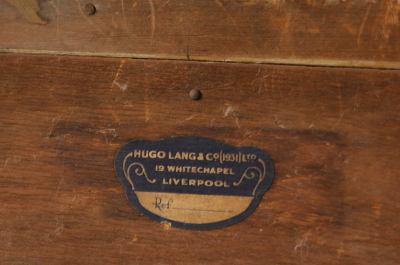 HUGO LANG & Co (1931) LTD
19 WHITECHAPEL
LIVERPOOL
Ref